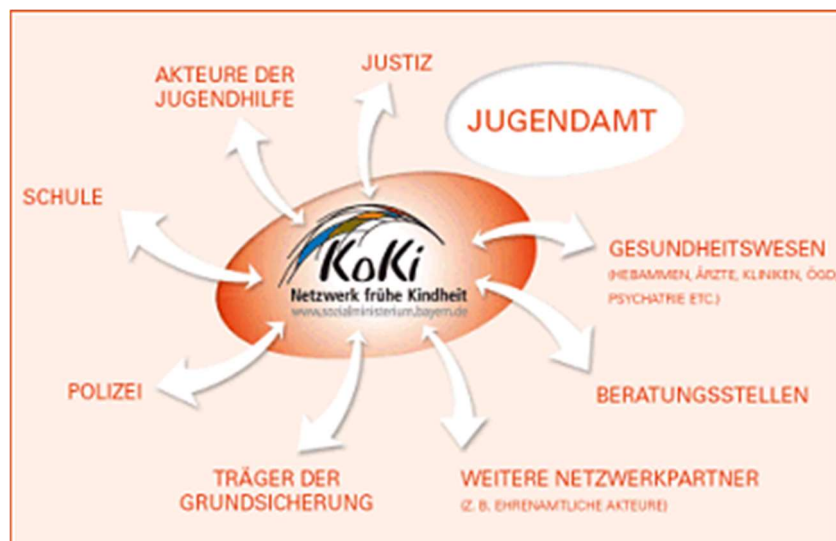 JUSTIZ
AKTEURE DER
JUGENDHILFE
JUGENDAMT
SCHULE
KoKi
Netzwerk frühe Kindheit
www.sozialministerium.bayern.de
GESUNDHEITSWESEN
(HEBAMMEN, ÄRZTE, KLINIKEN, ÖGD
PSYCHATRIE ETC.)
POLIZEI
BERATUNGSSTELLEN
TRÄGER DER
GRUNDSICHERUNG
WEITERE NETZWERKPARTNER
(Z. B. EHRENAMTLICHE AKTEURE)